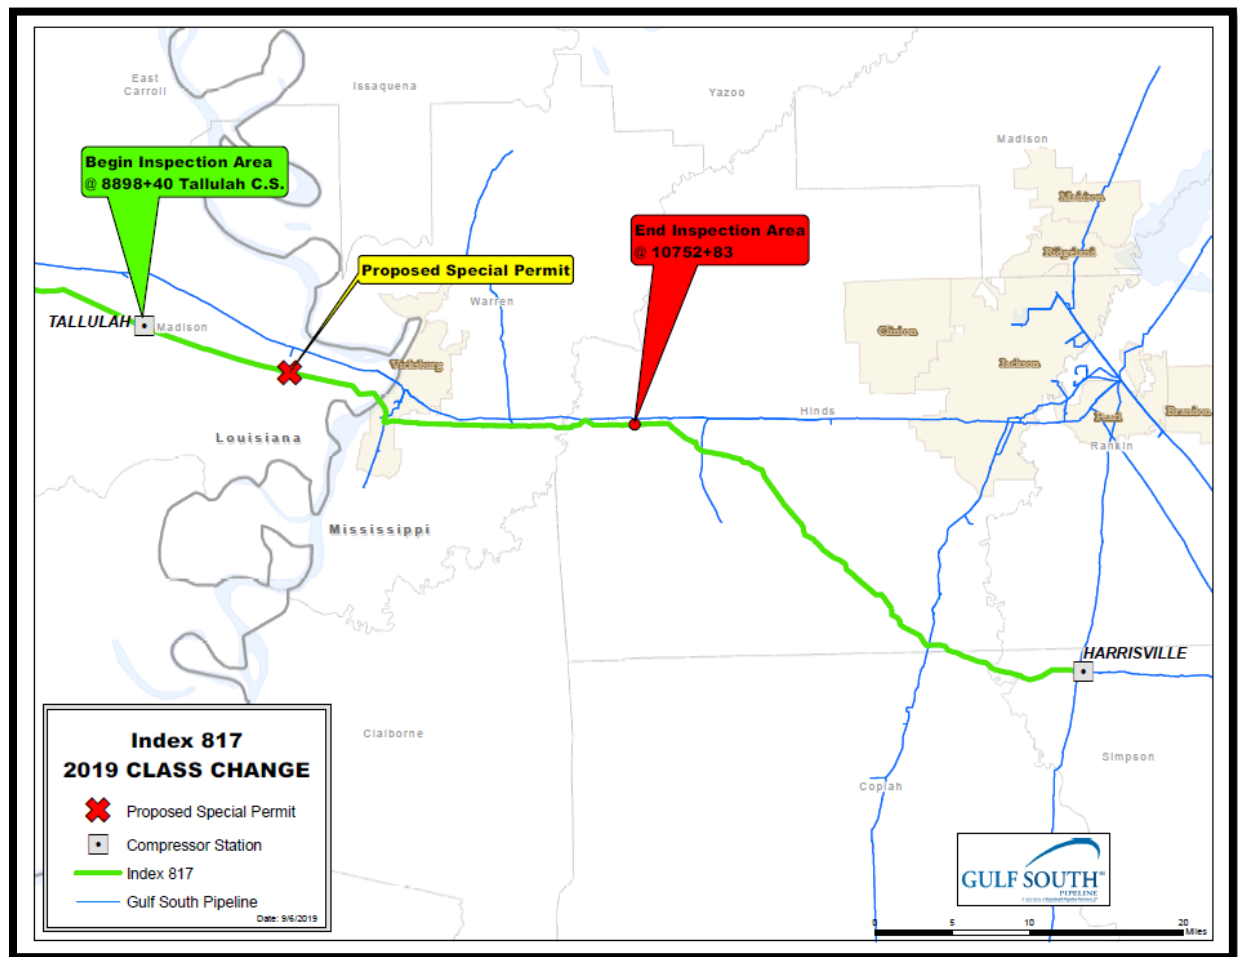 East
Carroll
Issaquena
Yazoo
Madison
Begin Inspection Area
@ 8898+40 Tallulah C.S.
Madison
End Inspection Area
@ 10752+83
Ridgeland
Proposed Special Permit
Warren
TALLULAH
Madison
Clinton
Vicksburg
Jackson
Hinds
Pearl
Brandon
Louisiana
Rankin
Mississippi
HARRISVILLE
Claiborne
Simpson
Copiah
Index 817
2019 CLASS CHANGE
Proposed Special Permit
Compressor Station
Index 817
Gulf South Pipeline
Date: 9/6/2019
GULF SOUTH
PIPELINE
0 5 10 20
Miles